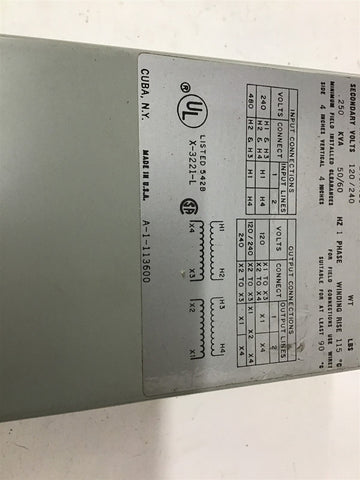 SECONDARY VOLTS 120/240 WT LBS
.250 KVA 50/60 HZ 1 PHASE WINDING RISE 115 °C
MINIMUM FIELD INSTALLED CLEARANCES FOR FIELD CONNECTIONS USE WIRES
SIDE 4 INCHES VERTICAL 4 INCHES SUITABLE FOR AT LEAST 90 °C
INPUT CONNECTIONS
VOLTS CONNECT INPUT LINES
1 2
240 H1 & H3 H1 H4
H2 & H4
480 H2 & H3 H1 H4
OUTPUT CONNECTIONS
VOLTS CONNECT OUTPUT LINES
1 2
120 X1 TO X3 X1 X4
X2 TO X4
120/240 X2 TO X3 X1
240 X2 TO X3 X1 X4
UL
LISTED 542B
X-3221-L
SA
H1 H2 H3 H4
X4 X3 X2 X1
CUBA, N.Y. MADE IN U.S.A. A-1-113600